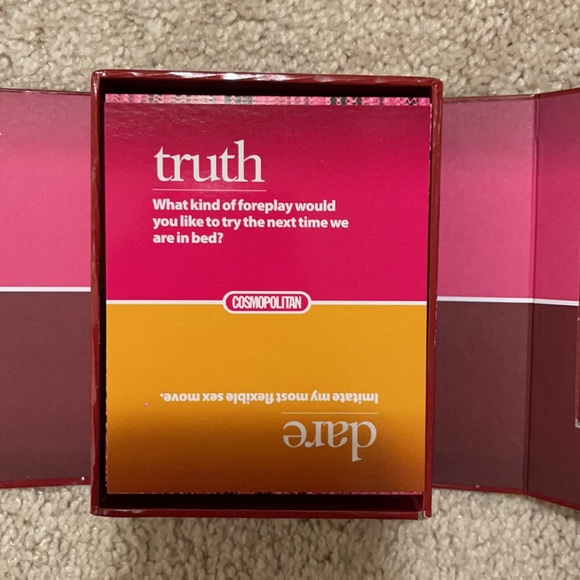 truth
What kind of foreplay would
you like to try the next time we
are in bed?
COSMOPOLITAN
dare
Imitate my most flexible sex move.